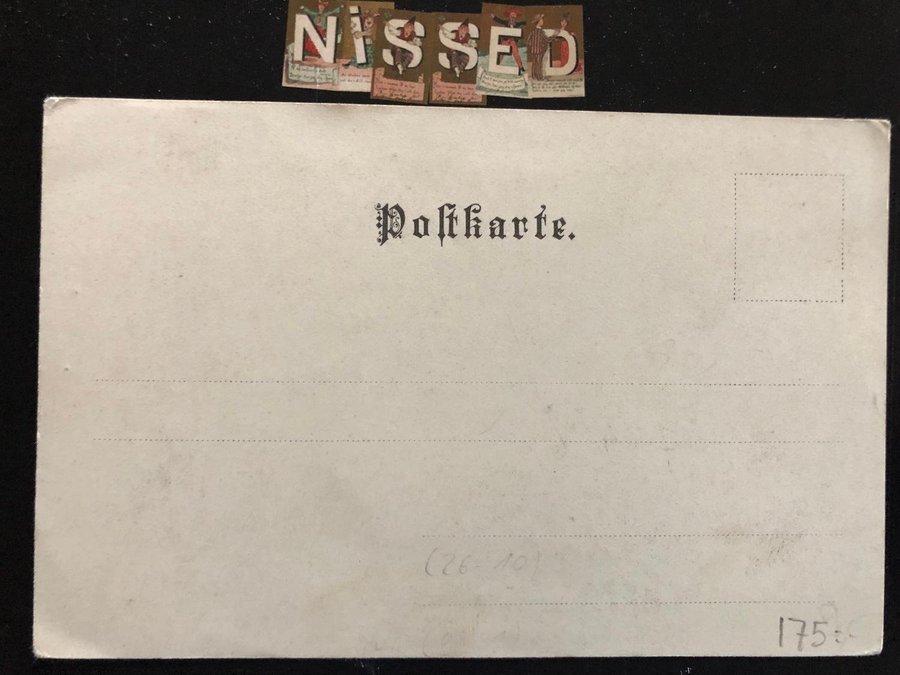 NiSSED
Poſtkarte.
(26-10)
175:-